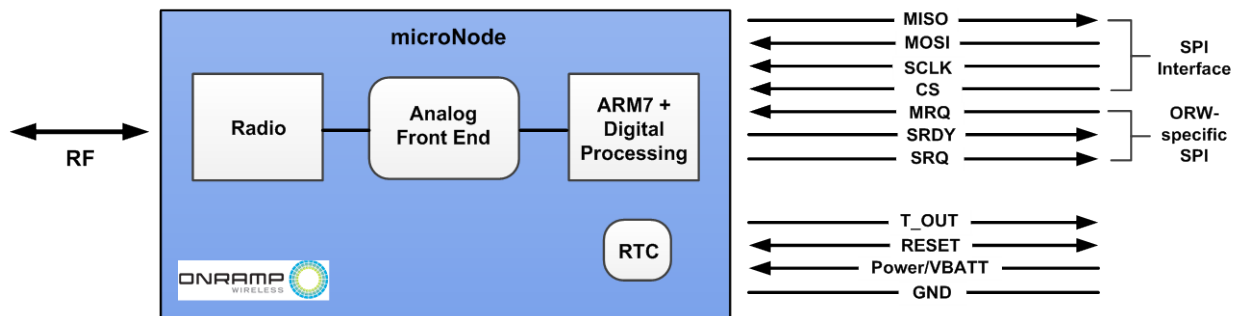 microNode
Radio
Analog
Front End
ARM7 +
Digital
Processing
RTC
ONRAMP
WIRELESS
RF
MISO
MOSI
SCLK
CS
MRQ
SRDY
SRQ
SPI
Interface
ORW-
specific
SPI
T_OUT
RESET
Power/VBATT
GND